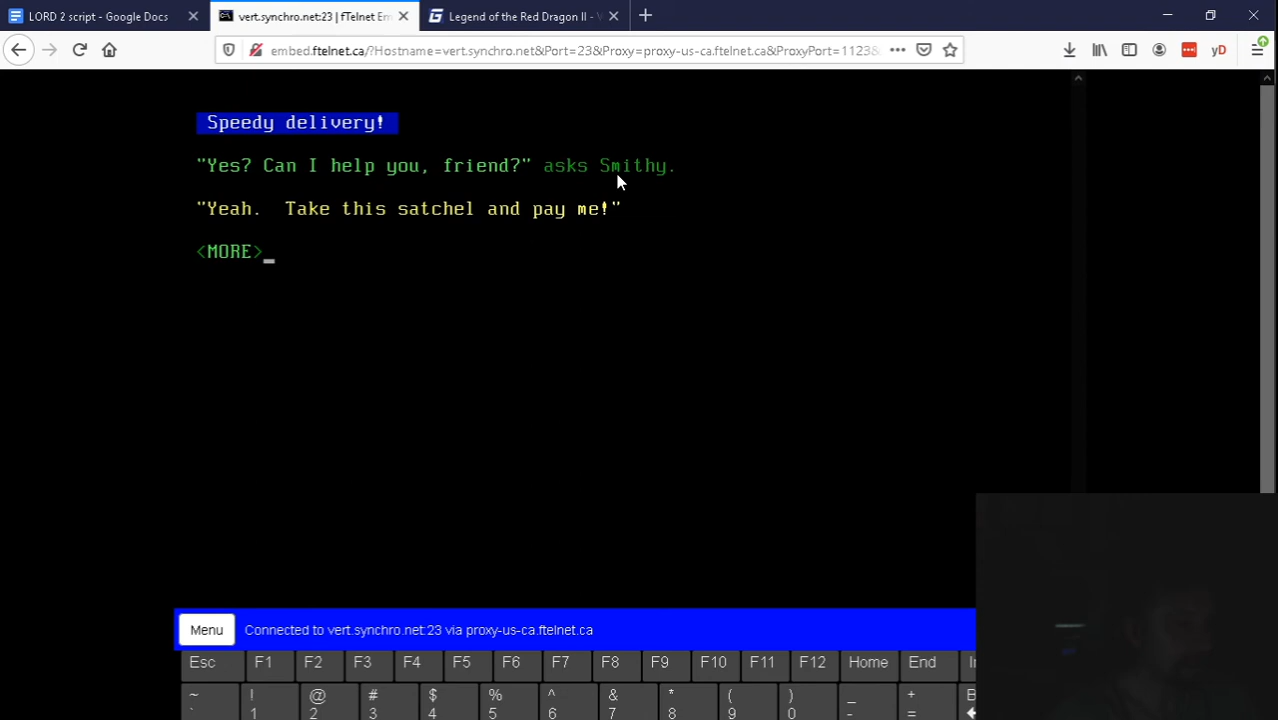 LORD 2 script - Google Docs
vert.synchro.net:23 | fTelnet Em
Legend of the Red Dragon II - V
embed.ftelnet.ca/?Hostname=vert.synchro.net&Port=23&Proxy=proxy-us-ca.ftelnet.ca&ProxyPort=1123&
yD
Speedy delivery!
"Yes? Can I help you, friend?" asks Smithy.
"Yeah.  Take this satchel and pay me!"
<MORE>_
Menu Connected to vert.synchro.net:23 via proxy-us-ca.ftelnet.ca
Esc F1 F2 F3 F4 F5 F6 F7 F8 F9 F10 F11 F12 Home End In
~ ! @ # $ % ^ & * ( ) _ + B
` 1 2 3 4 5 6 7 8 9 0 - =